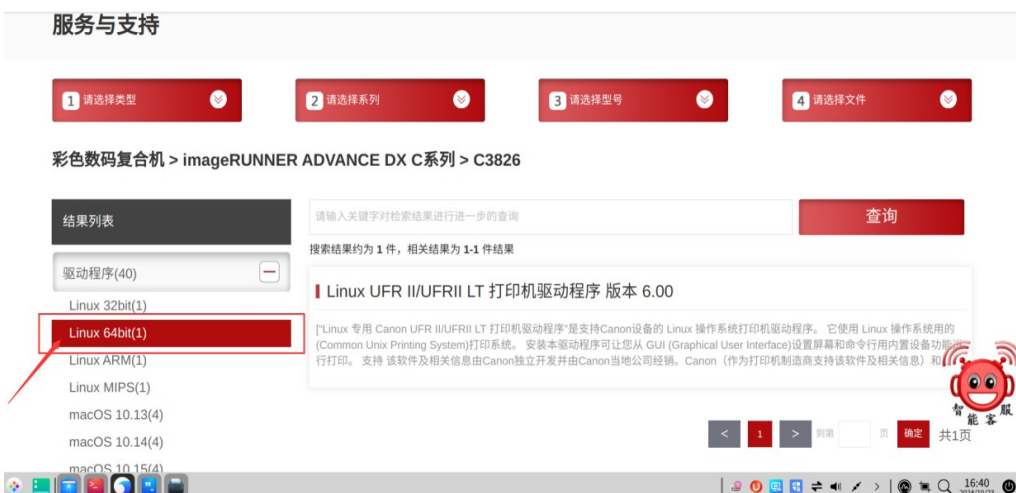 服务与支持
1 请选择类型
2 请选择系列
3 请选择型号
4 请选择文件
彩色数码复合机 > imageRUNNER ADVANCE DX C系列 > C3826
结果列表
请输入关键字对检索结果进行进一步的查询
查询
搜索结果约为 1 件，相关结果为 1-1 件结果
驱动程序(40)
Linux 32bit(1)
Linux 64bit(1)
Linux ARM(1)
Linux MIPS(1)
macOS 10.13(4)
macOS 10.14(4)
macOS 10.15(4)
Linux UFR II/UFRII LT 打印机驱动程序 版本 6.00
["Linux 专用 Canon UFR II/UFRII LT 打印机驱动程序"是支持Canon设备的 Linux 操作系统打印机驱动程序。 它使用 Linux 操作系统用的
(Common Unix Printing System)打印系统。 安装本驱动程序可让您从 GUI (Graphical User Interface)设置屏幕和命令行用内置设备功能进
行打印。 支持 该软件及相关信息由Canon独立开发并由Canon当地公司经销。Canon（作为打印机制造商支持该软件及相关信息）和
智能客服
< 1 > 到第 页 确定 共1页
16:40